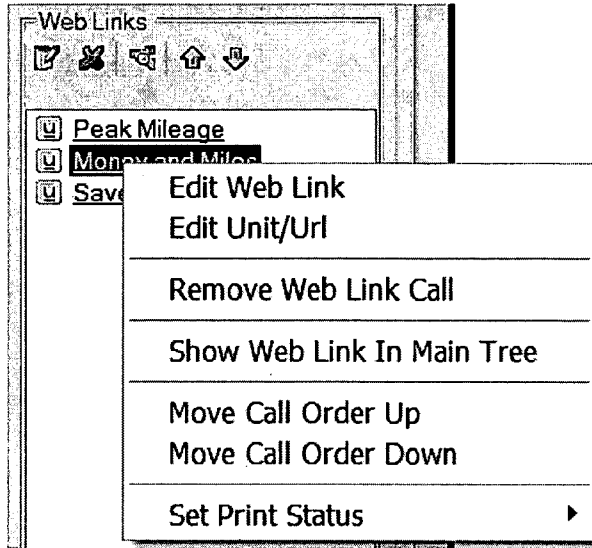 Web Links
Peak Mileage
Money and Miles
Save
Edit Web Link
Edit Unit/Url
Remove Web Link Call
Show Web Link In Main Tree
Move Call Order Up
Move Call Order Down
Set Print Status